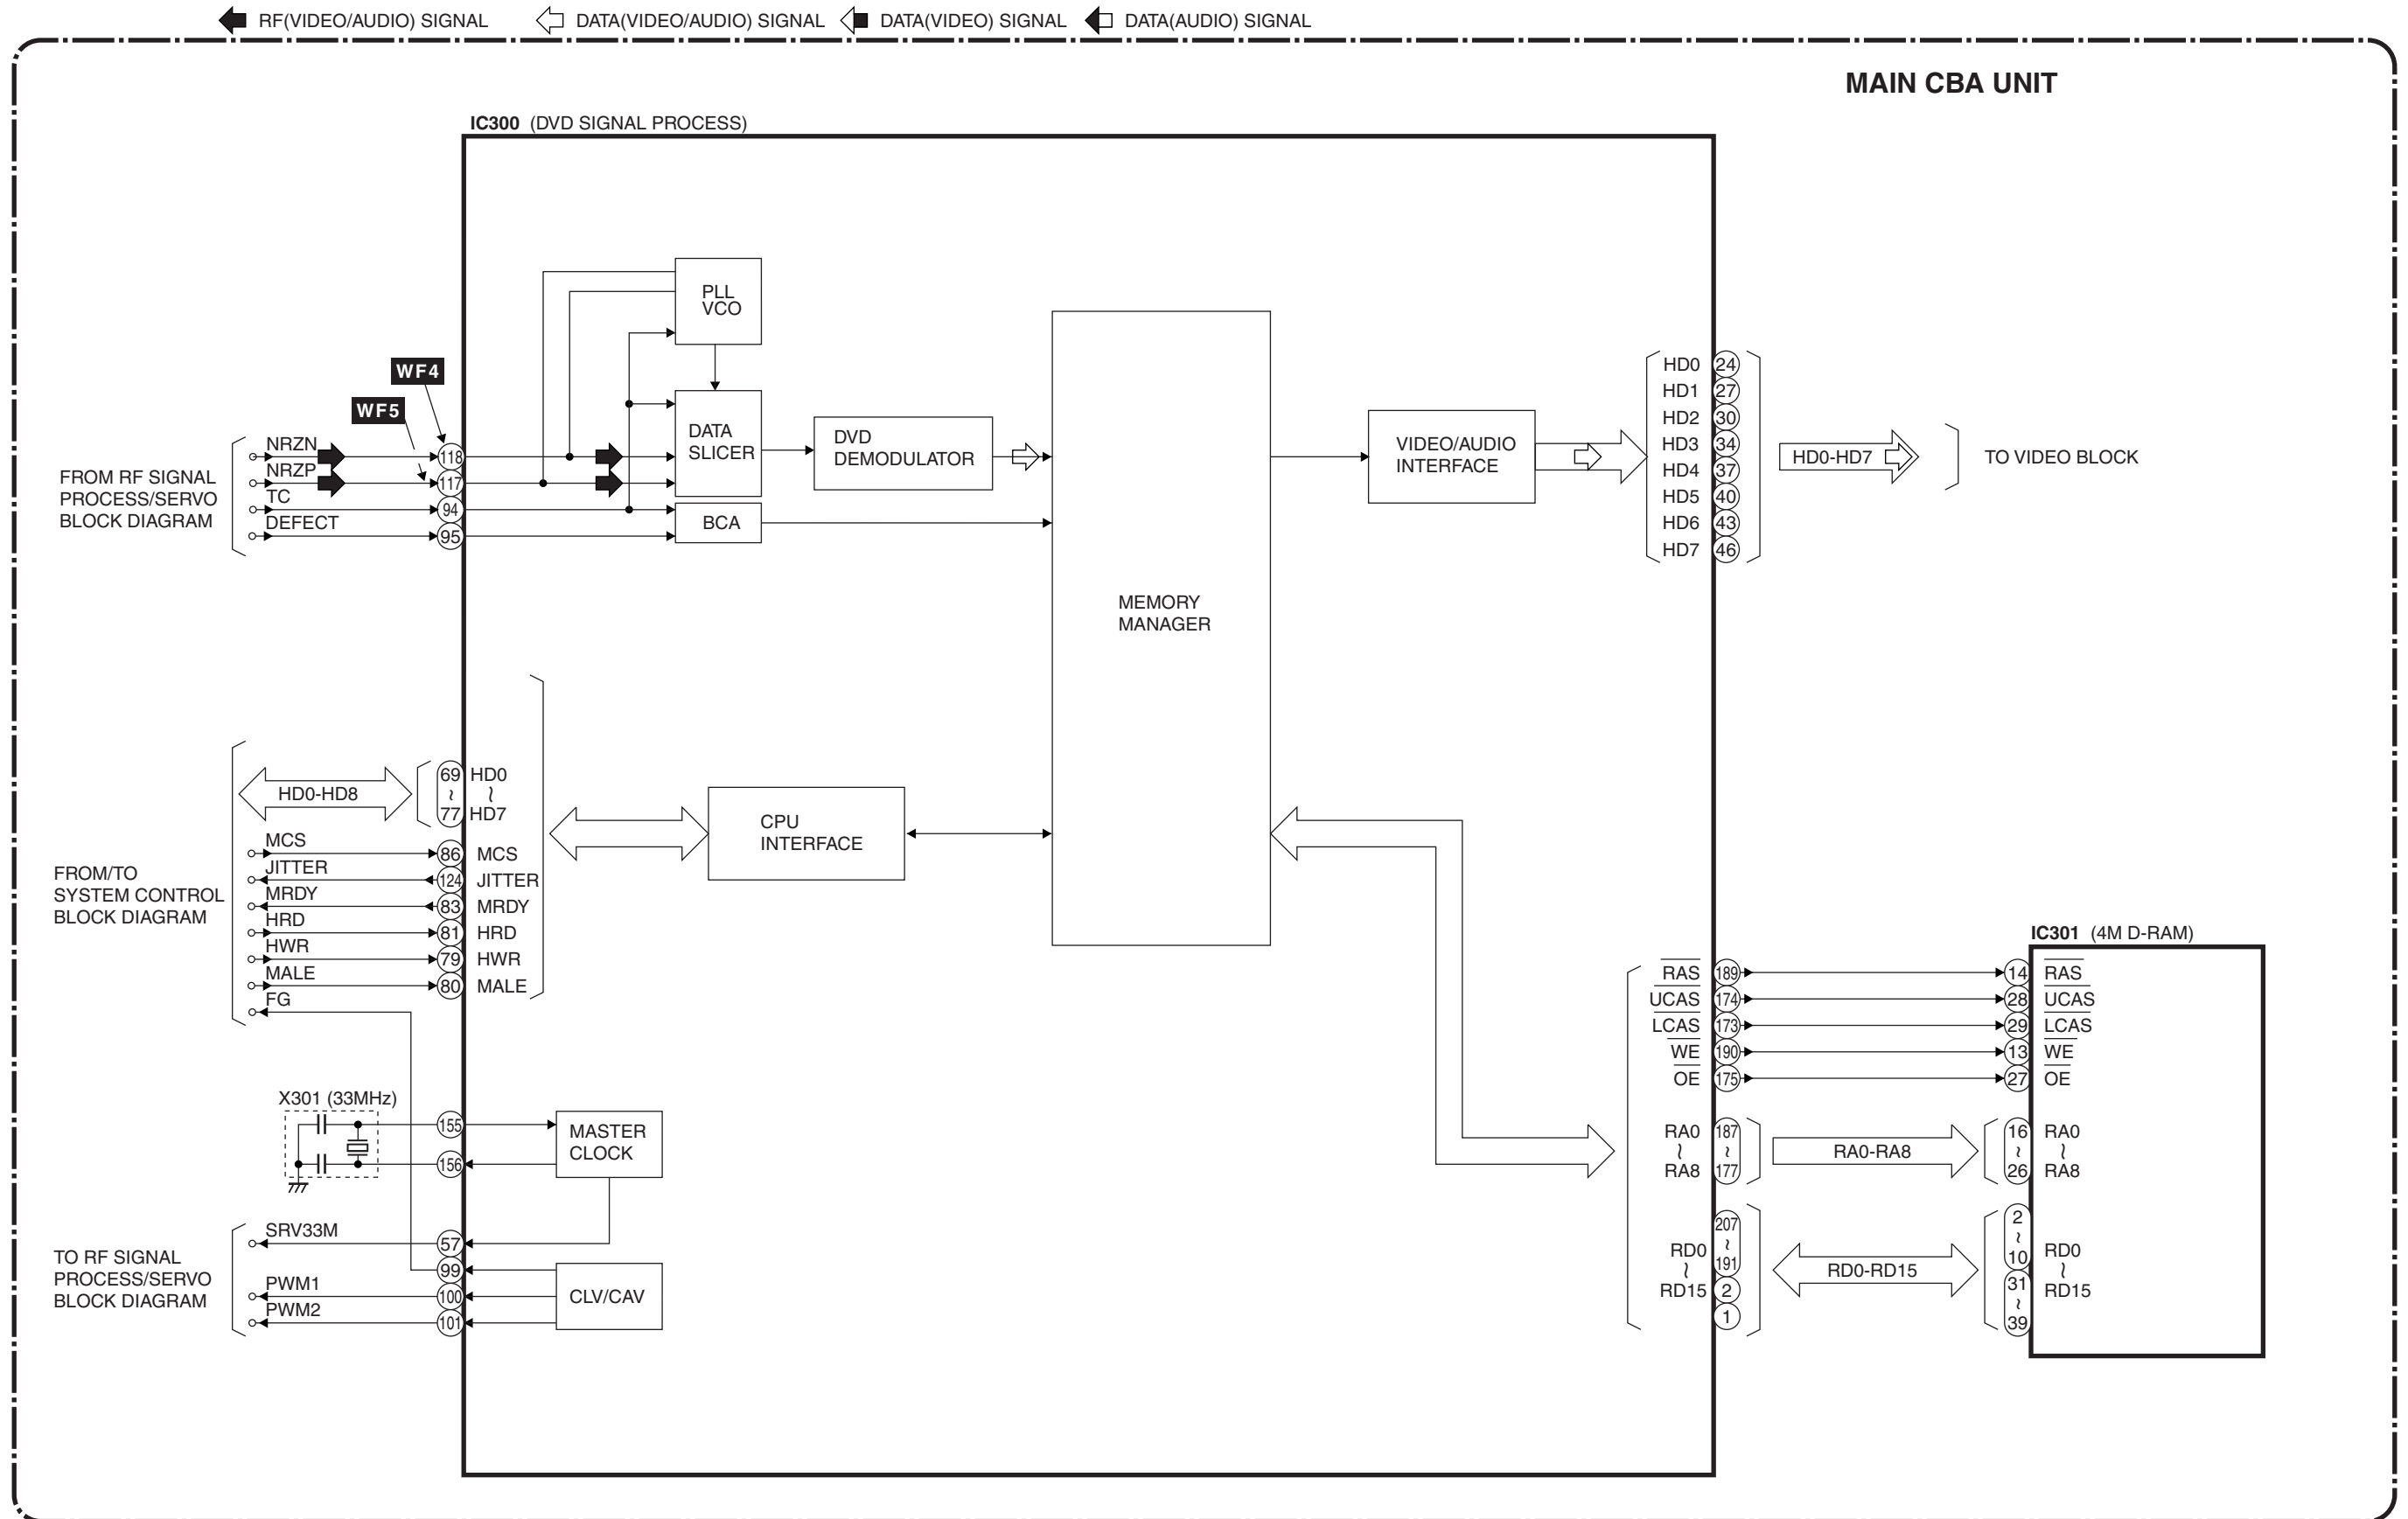 RF(VIDEO/AUDIO) SIGNAL
DATA(VIDEO/AUDIO) SIGNAL
DATA(VIDEO) SIGNAL
DATA(AUDIO) SIGNAL
MAIN CBA UNIT
IC300 (DVD SIGNAL PROCESS)
PLL
VCO
WF4
WF5
FROM RF SIGNAL
PROCESS/SERVO
BLOCK DIAGRAM
NRZN
NRZP
TC
DEFECT
118
117
94
95
DATA
SLICER
BCA
DVD
DEMODULATOR
MEMORY
MANAGER
VIDEO/AUDIO
INTERFACE
HD0 24
HD1 27
HD2 30
HD3 34
HD4 37
HD5 40
HD6 43
HD7 46
HD0-HD7
TO VIDEO BLOCK
FROM/TO
SYSTEM CONTROL
BLOCK DIAGRAM
HD0-HD8
69 HD0
~ ~
77 HD7
MCS 86 MCS
JITTER 124 JITTER
MRDY 83 MRDY
HRD 81 HRD
HWR 79 HWR
MALE 80 MALE
FG
CPU
INTERFACE
X301 (33MHz)
155
156
MASTER
CLOCK
TO RF SIGNAL
PROCESS/SERVO
BLOCK DIAGRAM
SRV33M
PWM1
PWM2
57
99
100
101
CLV/CAV
IC301 (4M D-RAM)
RAS 189 14 RAS
UCAS 174 28 UCAS
LCAS 173 29 LCAS
WE 190 13 WE
OE 175 27 OE
RA0 187
~ ~
RA8 177
RA0-RA8
16 RA0
~ ~
26 RA8
RD0
~
RD15
207
~
191
2
1
RD0-RD15
2
~
10
31
~
39
RD0
~
RD15